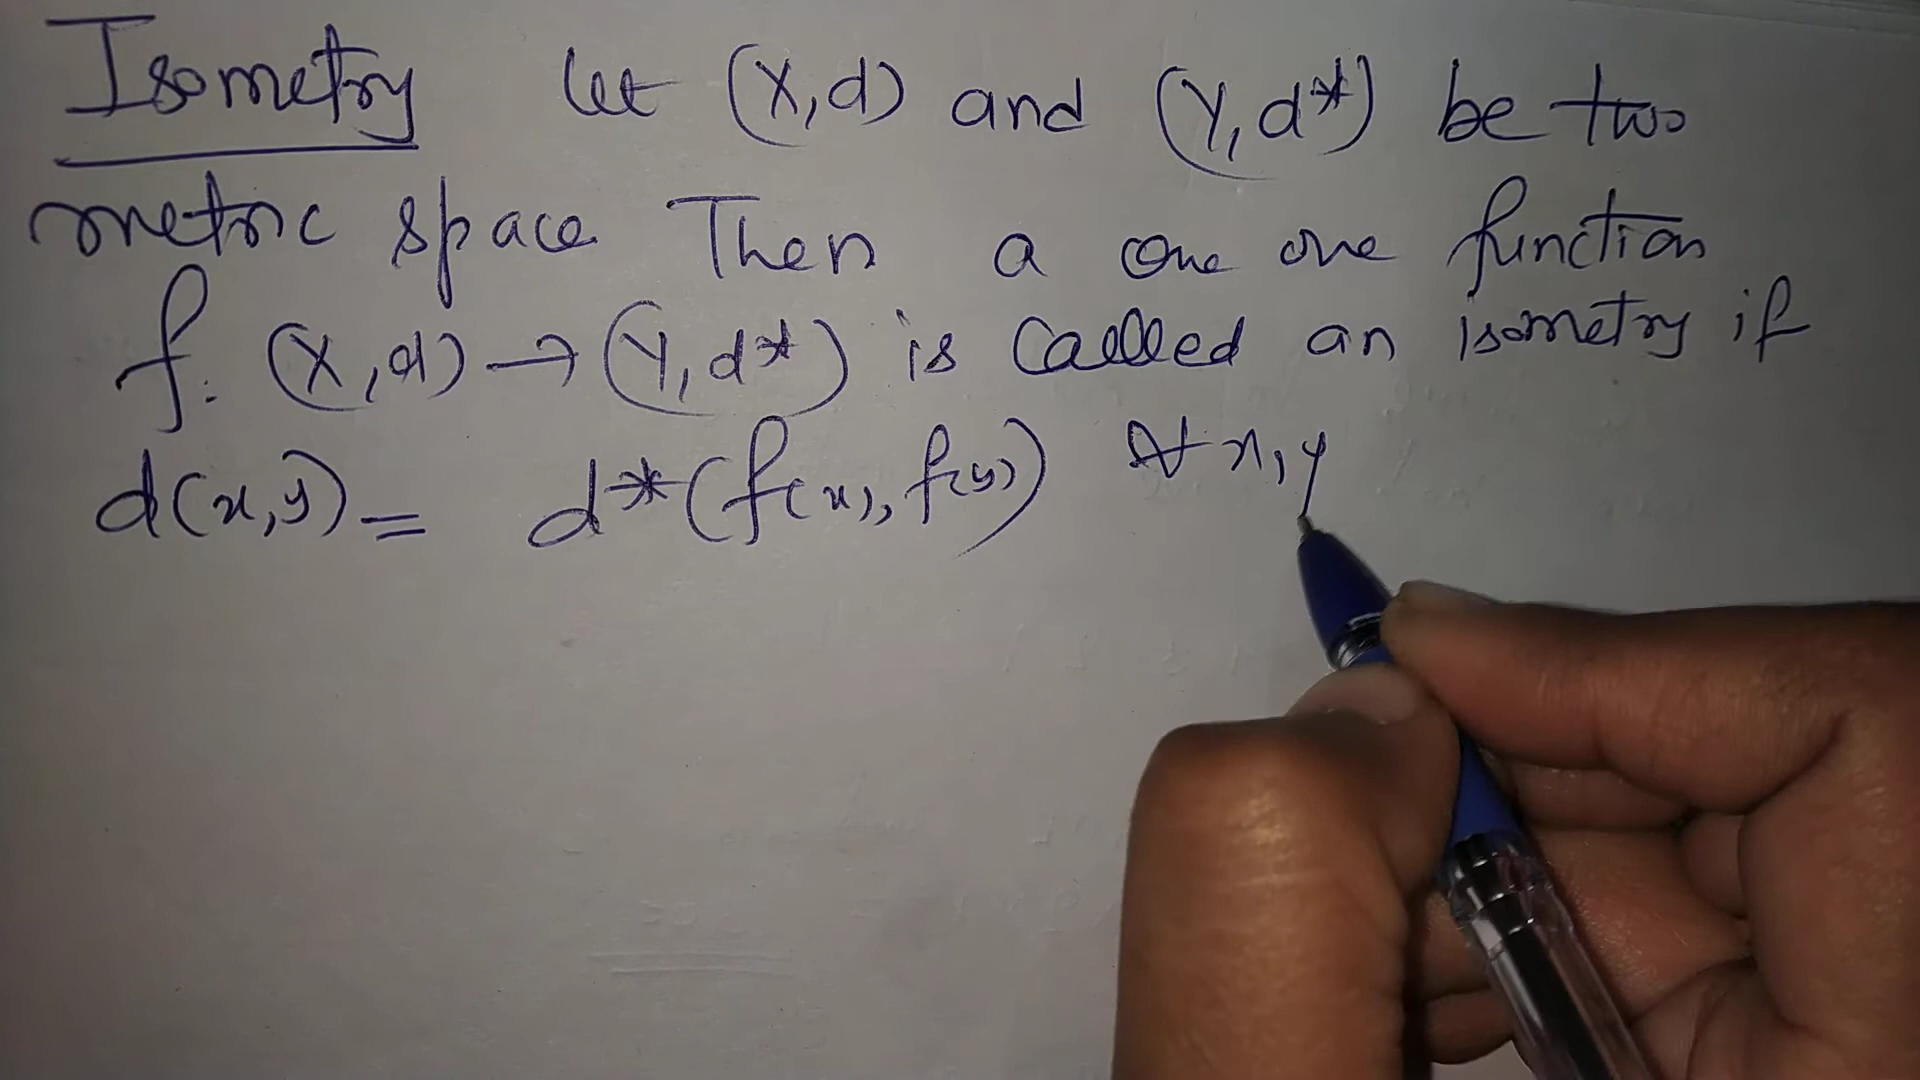 Isometry let (X,d) and (Y,d*) be two
metric space Then a one one function
f: (X,d) → (Y,d*) is called an isometry if
d(x,y) = d*(f(x), f(y)) ∀ x,y